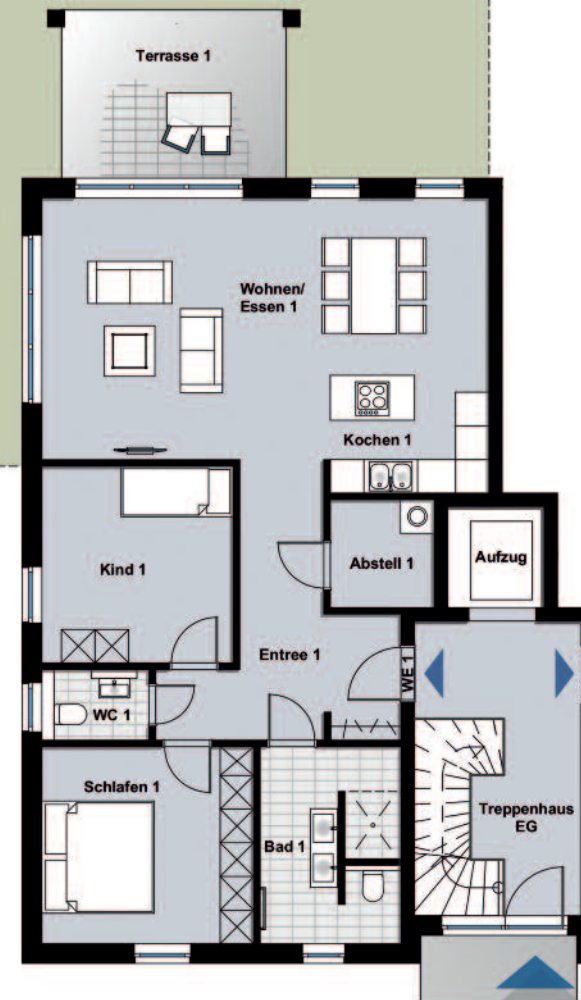 Terrasse 1
Wohnen/
Essen 1
Kochen 1
Kind 1
Abstell 1
Aufzug
Entree 1
WE 1
WC 1
Schlafen 1
Treppenhaus
EG
Bad 1